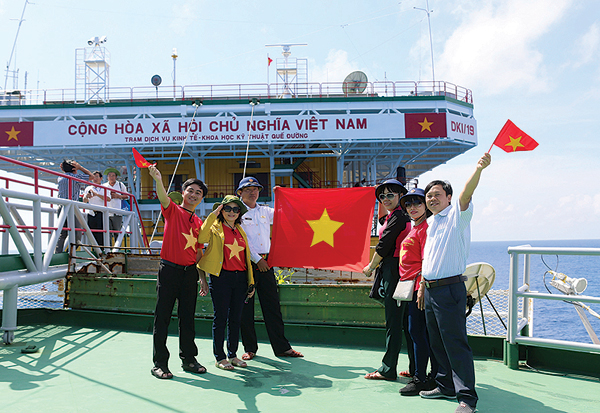 CỘNG HÒA XÃ HỘI CHỦ NGHĨA VIỆT NAM
TRẠM DỊCH VỤ KINH TẾ-KHOA HỌC KỸ THUẬT QUẾ ĐƯỜNG
DKI/19